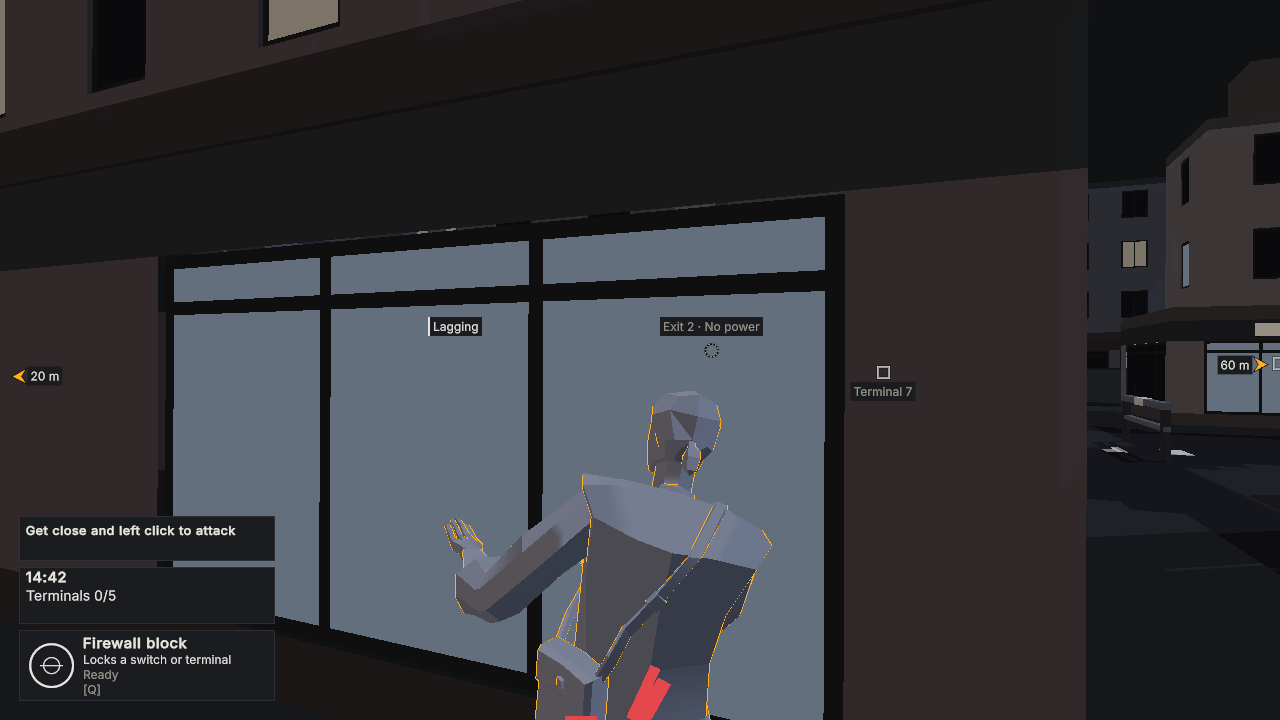 Lagging
Exit 2 · No power
20 m
60 m
Terminal 7
Get close and left click to attack
14:42
Terminals 0/5
Firewall block
Locks a switch or terminal
Ready
[Q]